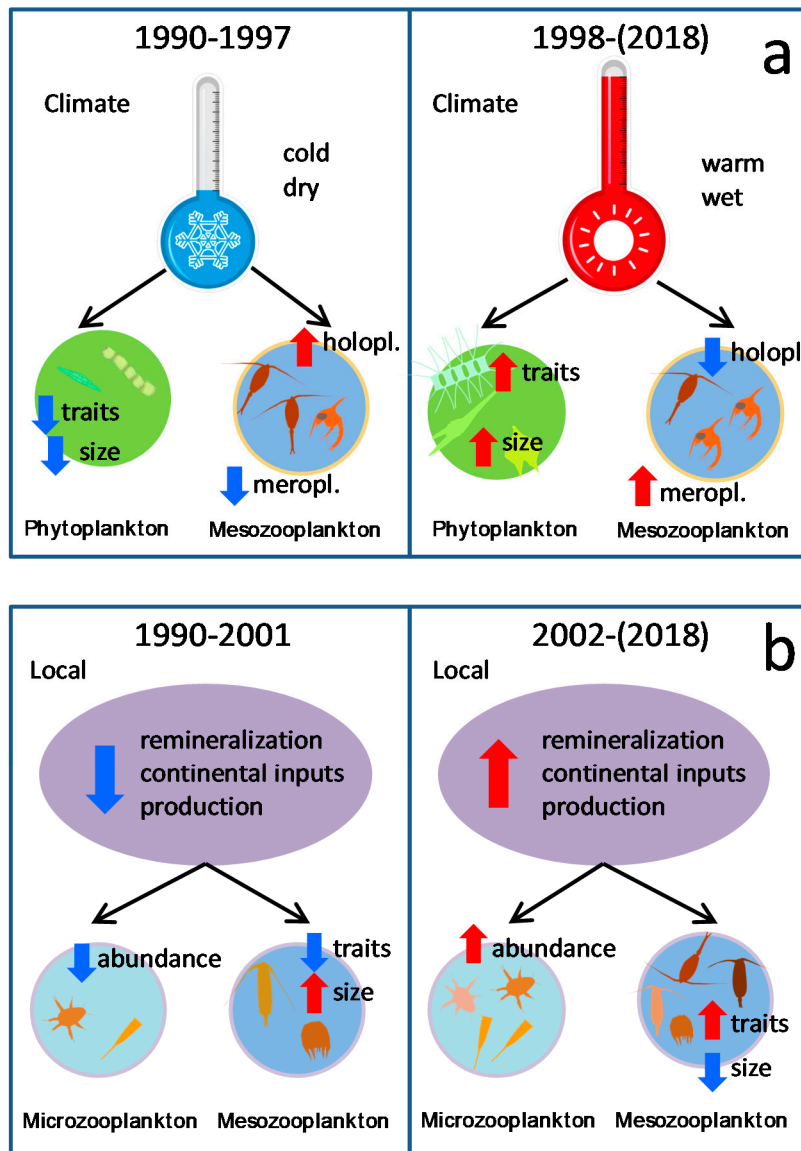 1990-1997
Climate
cold
dry
holopl.
traits
size
meropl.
Phytoplankton
Mesozooplankton
1998-(2018)
a
Climate
warm
wet
holopl
traits
size
meropl.
Phytoplankton
Mesozooplankton
1990-2001
Local
remineralization
continental inputs
production
abundance
traits
size
Microzooplankton
Mesozooplankton
2002-(2018)
b
Local
remineralization
continental inputs
production
abundance
traits
size
Microzooplankton
Mesozooplankton